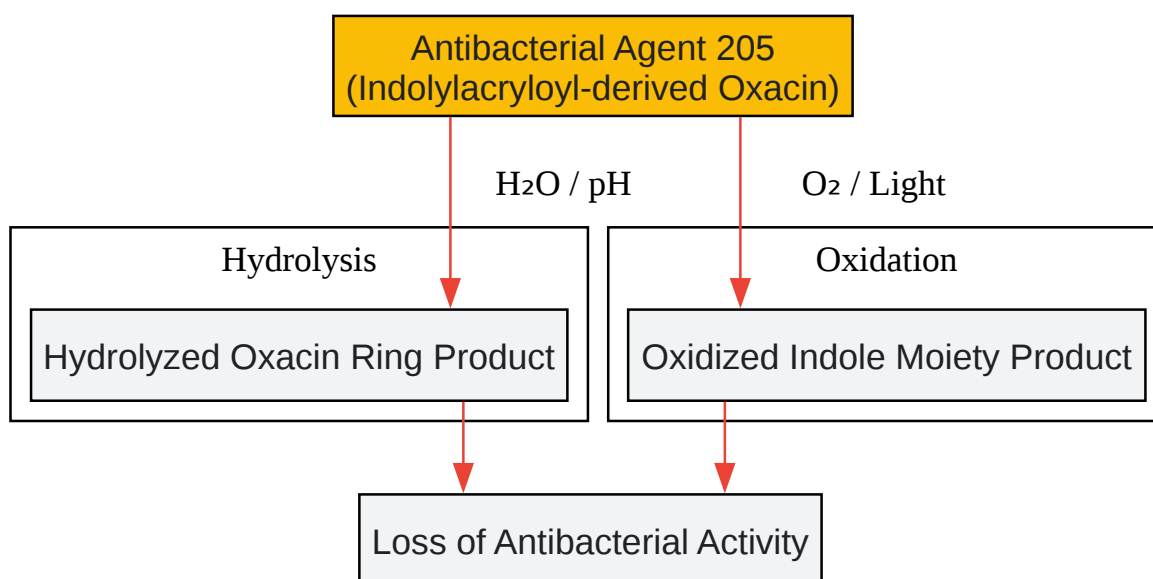 Antibacterial Agent 205
(Indolylacryloyl-derived Oxacin)
H₂O / pH
O₂ / Light
Hydrolysis
Oxidation
Hydrolyzed Oxacin Ring Product
Oxidized Indole Moiety Product
Loss of Antibacterial Activity